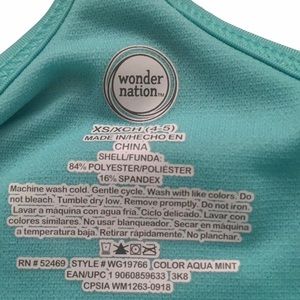 wonder
nation™
XS/XCH (4-5)
MADE IN/HECHO EN
CHINA
SHELL/FUNDA:
84% POLYESTER/POLIÉSTER
16% SPANDEX
Machine wash cold. Gentle cycle. Wash with like colors. Do
not bleach. Tumble dry low. Remove promptly. Do not iron.
Lavar a máquina con agua fría. Ciclo delicado. Lavar con
colores similares. No usar blanqueador. Secar en secadora
a temperatura baja. Retirar rápidamente. No planchar.
RN # 52469 | STYLE # WG19766 | COLOR AQUA MINT
EAN/UPC 1 9060859633 | 3K8
CPSIA WM1263-0918